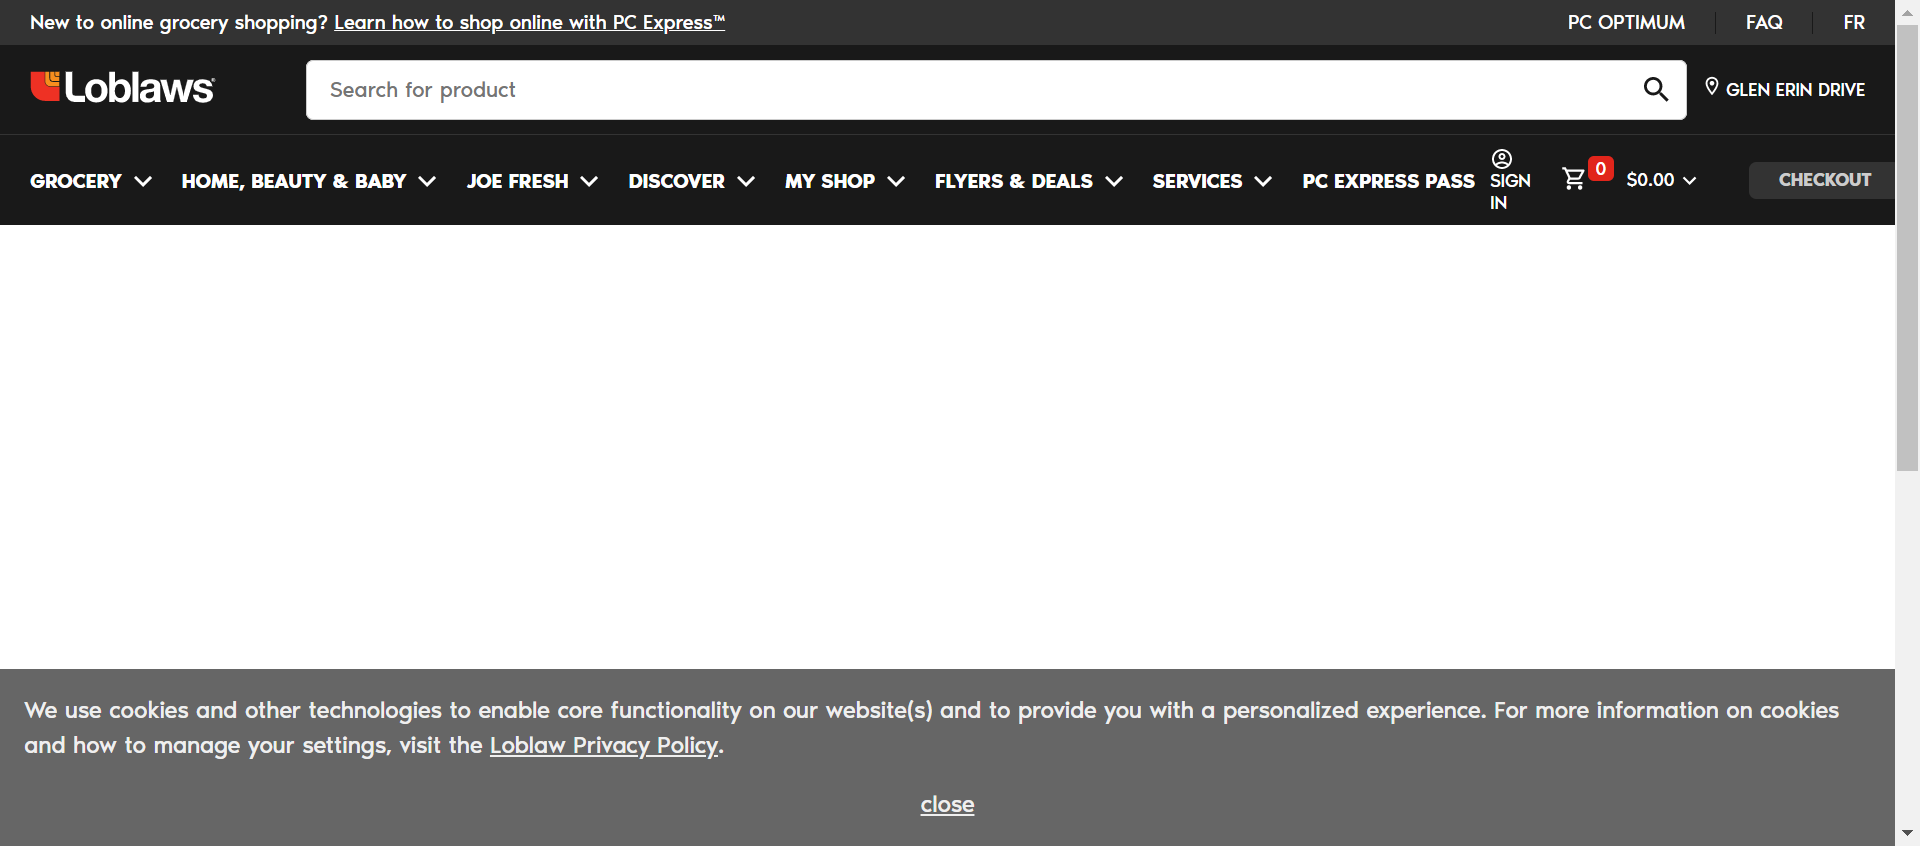 New to online grocery shopping? Learn how to shop online with PC Express™
PC OPTIMUM
FAQ
FR
Loblaws®
Search for product
GLEN ERIN DRIVE
GROCERY
HOME, BEAUTY & BABY
JOE FRESH
DISCOVER
MY SHOP
FLYERS & DEALS
SERVICES
PC EXPRESS PASS
SIGN
IN
0
$0.00
CHECKOUT
We use cookies and other technologies to enable core functionality on our website(s) and to provide you with a personalized experience. For more information on cookies
and how to manage your settings, visit the Loblaw Privacy Policy.
close